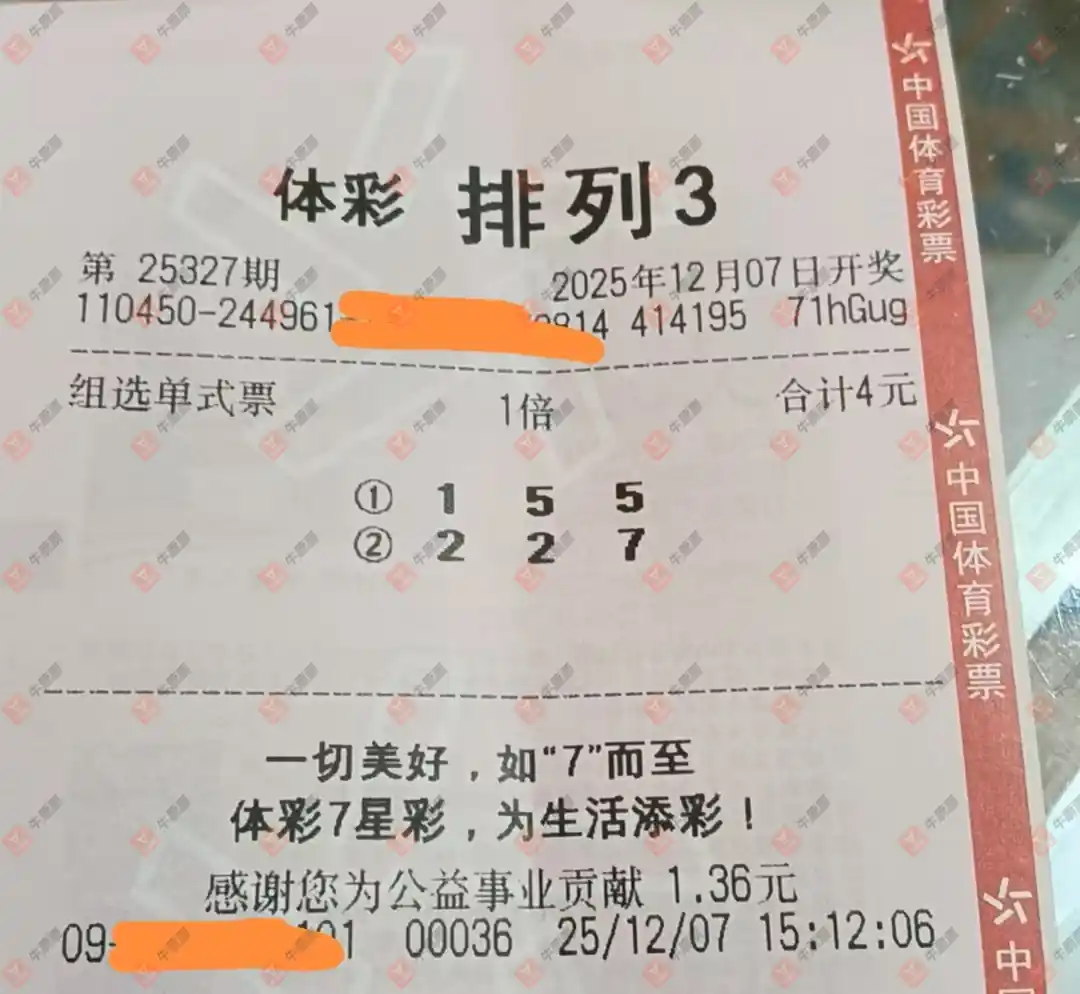 体彩 排列3
第 25327期 2025年12月07日开奖
110450-244961- 0814 414195 71hGug
组选单式票 1倍 合计4元
① 1 5 5
② 2 2 7
一切美好，如“7”而至
体彩7星彩，为生活添彩！
感谢您为公益事业贡献 1.36元
09- 101 00036 25/12/07 15:12:06
中国体育彩票
中国体育彩票
中